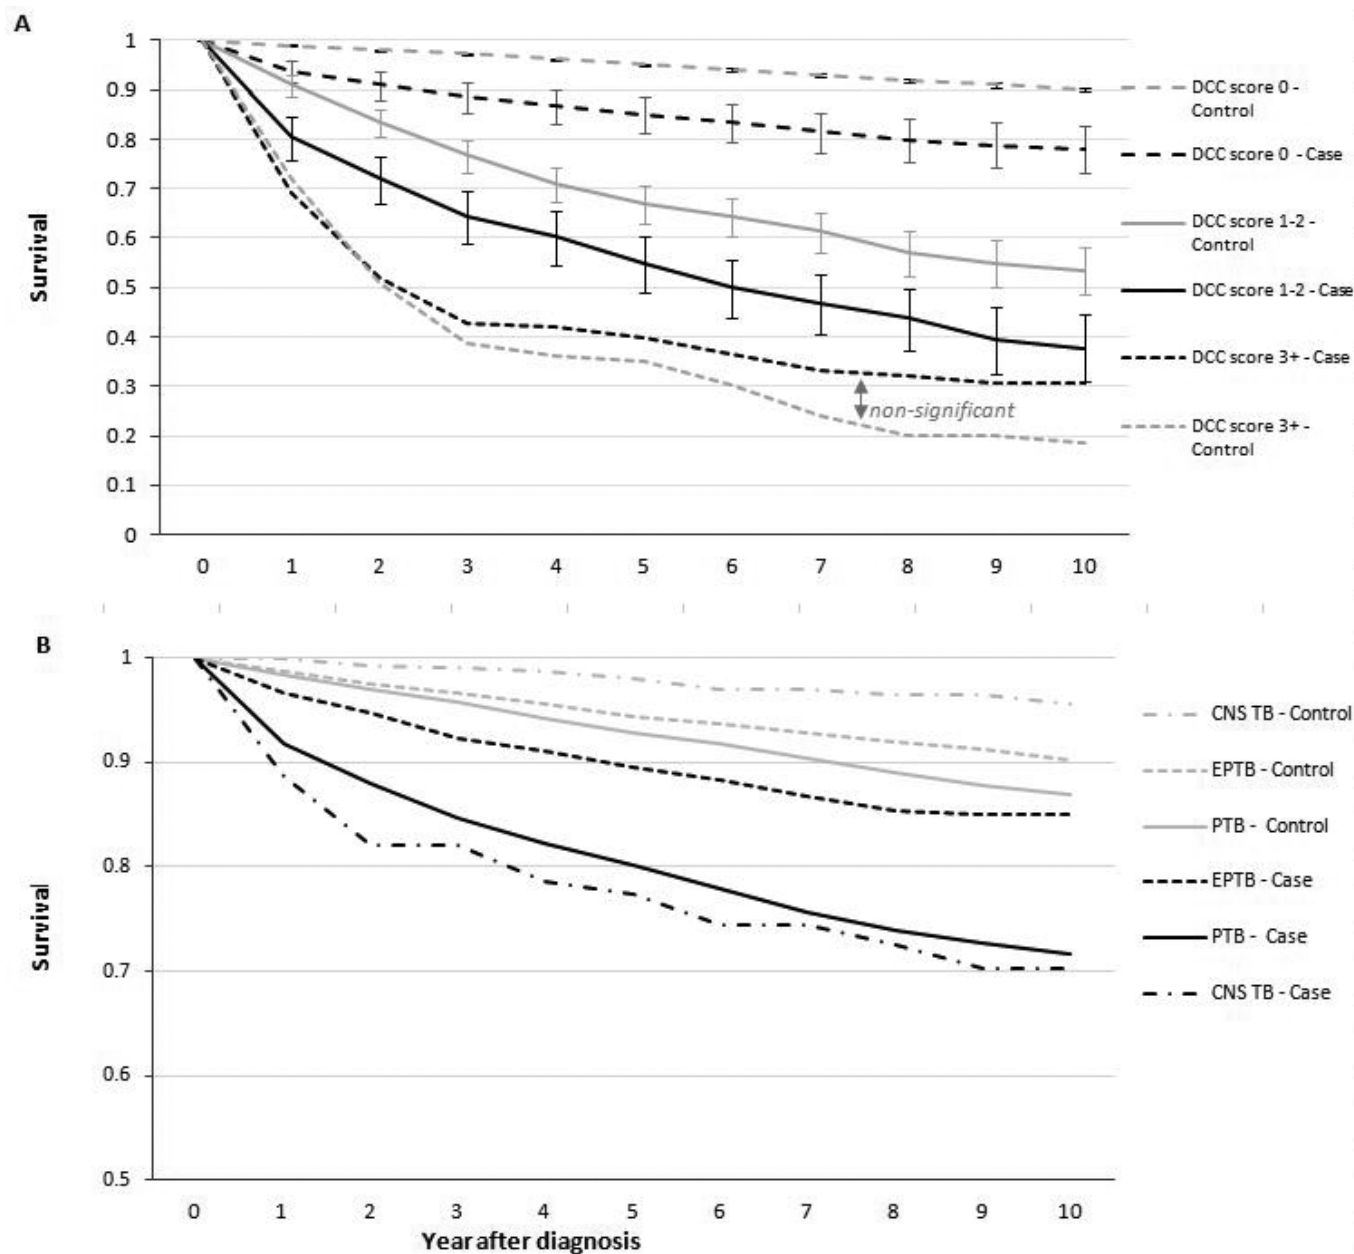 A
1
0.9
0.8
0.7
0.6
0.5
0.4
0.3
0.2
0.1
0
Survival
0 1 2 3 4 5 6 7 8 9 10
non-significant
DCC score 0 -
Control
DCC score 0 - Case
DCC score 1-2 -
Control
DCC score 1-2 - Case
DCC score 3+ - Case
DCC score 3+ -
Control
B
1
0.9
0.8
0.7
0.6
0.5
Survival
0 1 2 3 4 5 6 7 8 9 10
Year after diagnosis
CNS TB - Control
EPTB - Control
PTB - Control
EPTB - Case
PTB - Case
CNS TB - Case